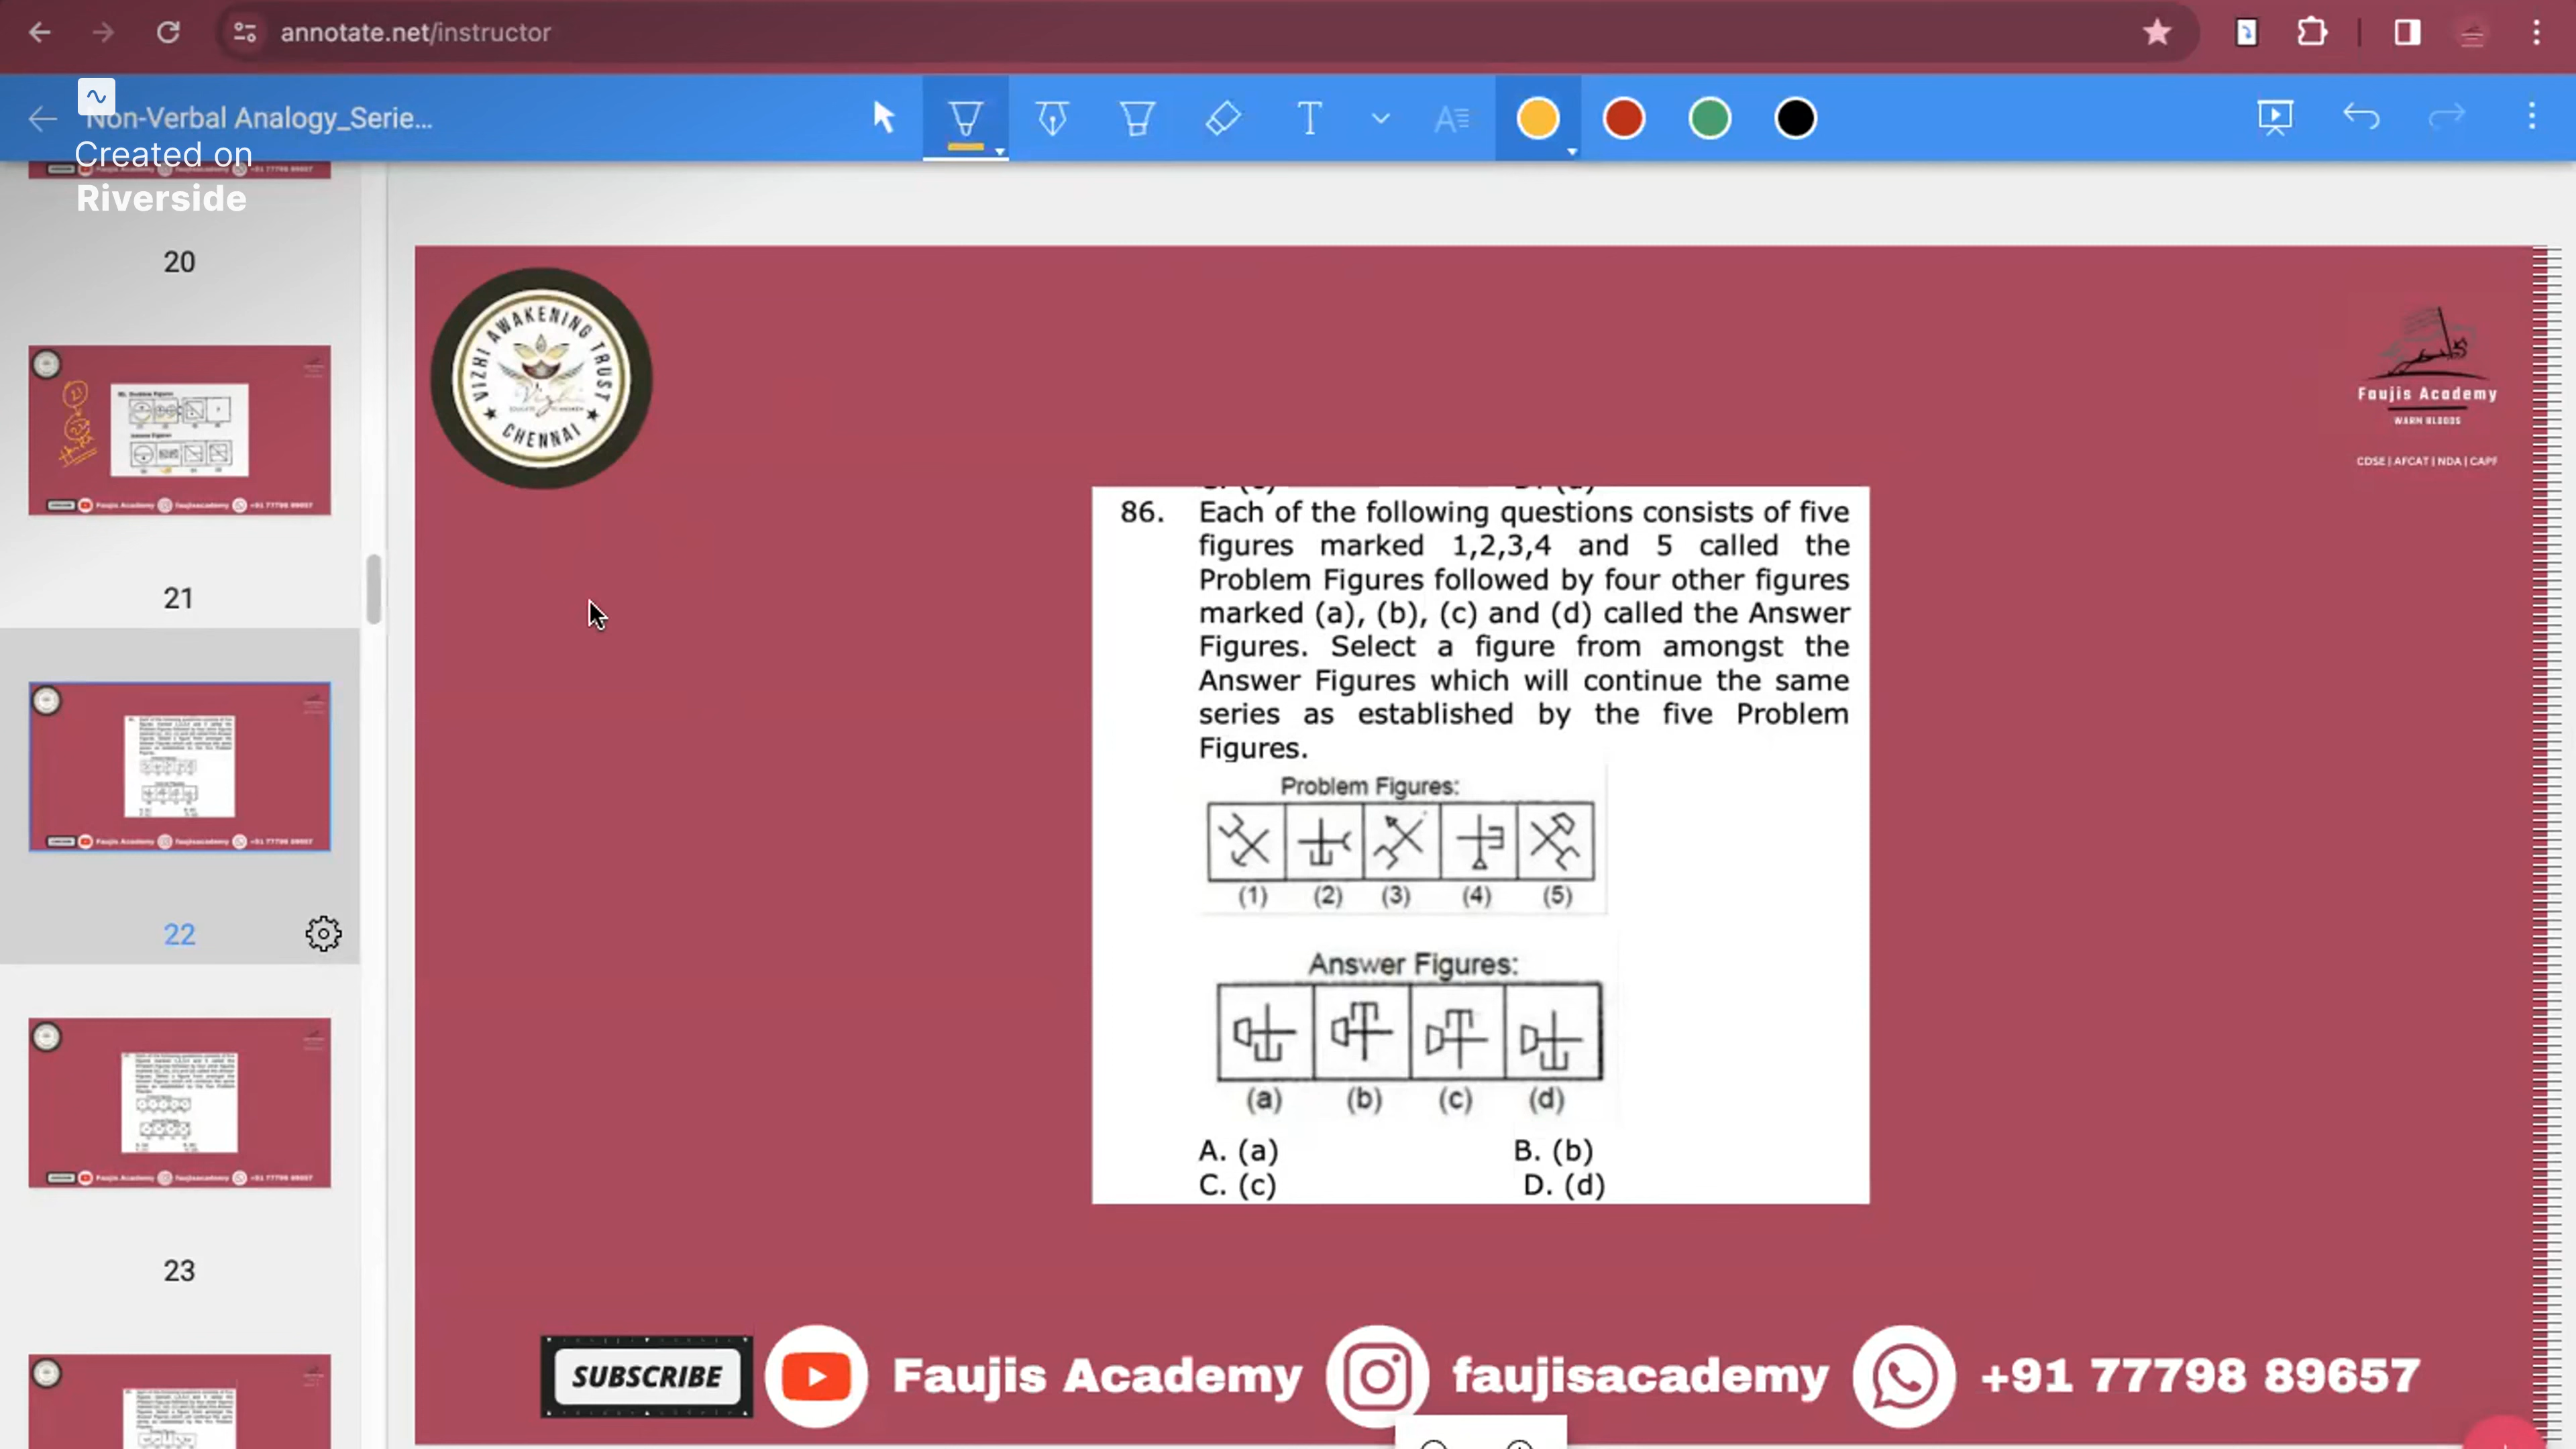 annotate.net/instructor
Non-Verbal Analogy_Serie...
Created on
Riverside
20
21
22
23
VIZHI AWAKENING TRUST
CHENNAI
Faujis Academy
WARM BLOODS
CDSE | AFCAT | NDA | CAPF
86. Each of the following questions consists of five
figures marked 1,2,3,4 and 5 called the
Problem Figures followed by four other figures
marked (a), (b), (c) and (d) called the Answer
Figures. Select a figure from amongst the
Answer Figures which will continue the same
series as established by the five Problem
Figures.
Problem Figures:
(1) (2) (3) (4) (5)
Answer Figures:
(a) (b) (c) (d)
A. (a) B. (b)
C. (c) D. (d)
SUBSCRIBE Faujis Academy faujisacademy +91 77798 89657